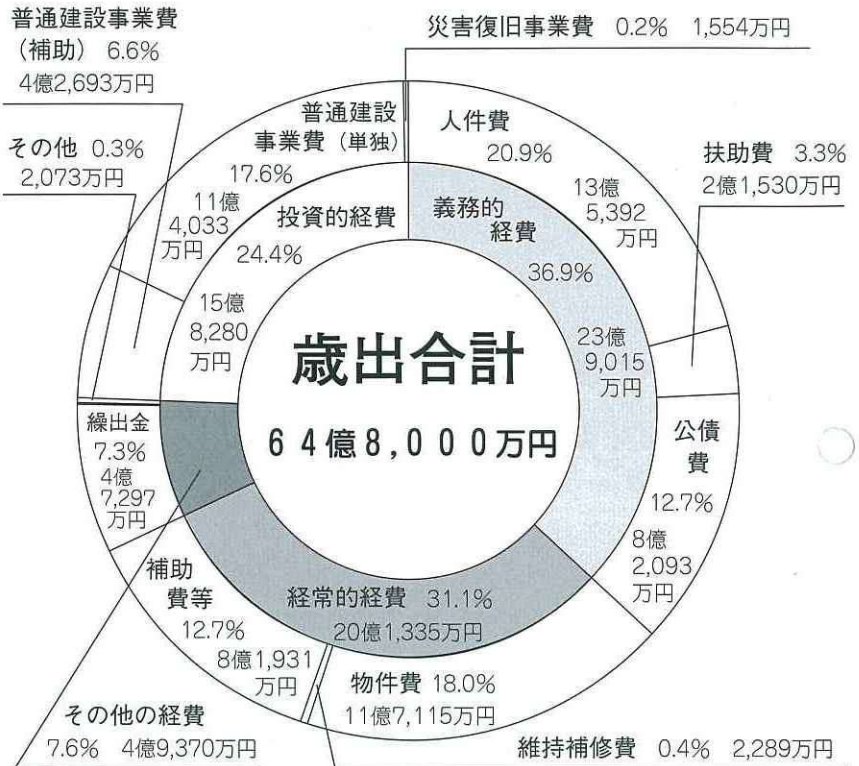 普通建設事業費
（補助） 6.6%
4億2,693万円
災害復旧事業費 0.2% 1,554万円
その他 0.3%
2,073万円
普通建設
事業費（単独）
17.6%
11億
4,033
万円
人件費
20.9%
13億
5,392
万円
扶助費 3.3%
2億1,530万円
投資的経費
24.4%
15億
8,280
万円
義務的
経費
36.9%
23億
9,015
万円
歳出合計
64億8,000万円
繰出金
7.3%
4億
7,297
万円
公債
費
12.7%
8億
2,093
万円
補助
費等
12.7%
8億1,931
万円
経常的経費 31.1%
20億1,335万円
物件費 18.0%
11億7,115万円
その他の経費
7.6% 4億9,370万円
維持補修費 0.4% 2,289万円